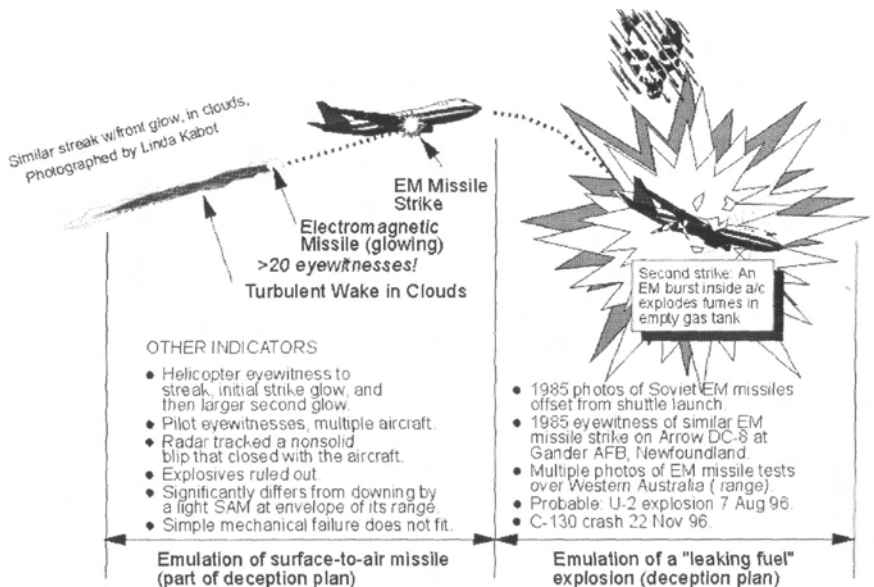 Similar streak w/front glow, in clouds,
Photographed by Linda Kabot
EM Missile
Strike
Electromagnetic
Missile (glowing)
>20 eyewitnesses!
Turbulent Wake in Clouds
Second strike: An
EM burst inside a/c
explodes fumes in
empty gas tank
OTHER INDICATORS
• Helicopter eyewitness to
streak, initial strike glow, and
then larger second glow.
• Pilot eyewitnesses, multiple aircraft.
• Radar tracked a nonsolid
blip that closed with the aircraft.
• Explosives ruled out.
• Significantly differs from downing by
a light SAM at envelope of its range.
• Simple mechanical failure does not fit.
• 1985 photos of Soviet EM missiles
offset from shuttle launch.
• 1985 eyewitness of similar EM
missile strike on Arrow DC-8 at
Gander AFB, Newfoundland.
• Multiple photos of EM missile tests
over Western Australia ( range).
• Probable: U-2 explosion 7 Aug 96.
• C-130 crash 22 Nov 96.
Emulation of surface-to-air missile
(part of deception plan)
Emulation of a "leaking fuel"
explosion (deception plan)